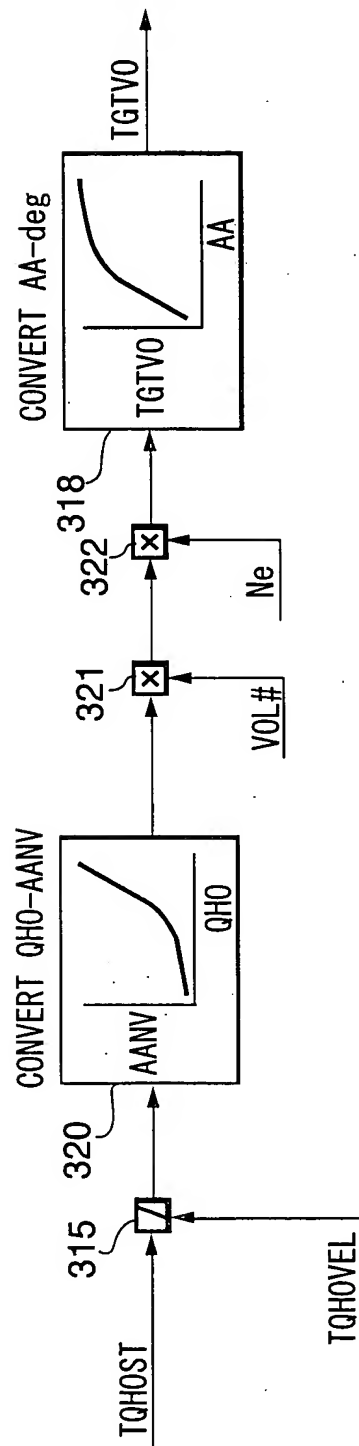 TQHOST
315
TQHOVEL
CONVERT QHO-AANV
320
AANV
QHO
321
×
VOL#
322
×
Ne
CONVERT AA-deg
318
TGTVO
AA
TGTVO